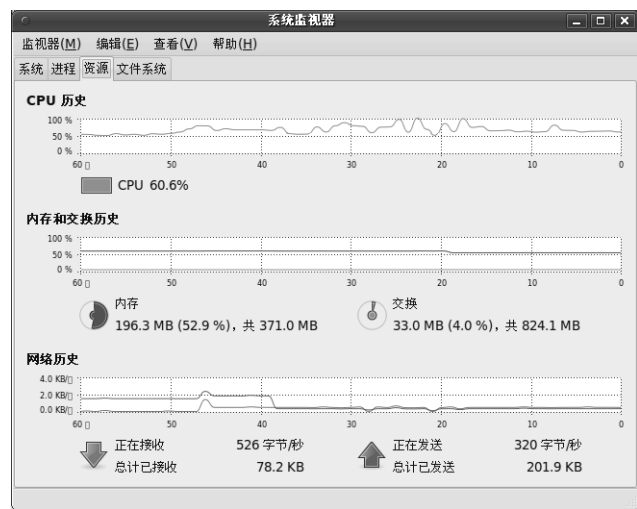 系统监视器
监视器(M) 编辑(E) 查看(V) 帮助(H)
系统 进程 资源 文件系统
CPU 历史
100 %
50 %
0 %
60 50 40 30 20 10 0
CPU 60.6%
内存和交换历史
100 %
50 %
0 %
60 50 40 30 20 10 0
内存 交换
196.3 MB (52.9 %)，共 371.0 MB 33.0 MB (4.0 %)，共 824.1 MB
网络历史
4.0 KB/
2.0 KB/
0.0 KB/
60 50 40 30 20 10 0
正在接收 526 字节/秒 正在发送 320 字节/秒
总计已接收 78.2 KB 总计已发送 201.9 KB